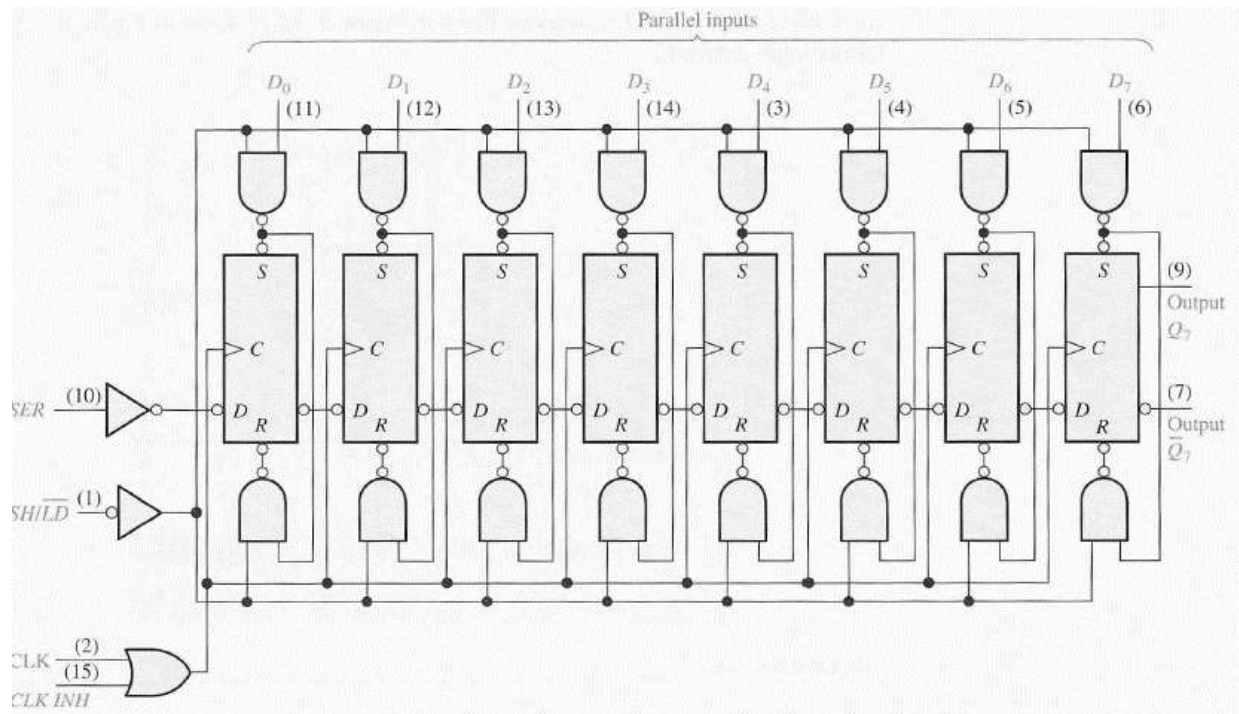 Parallel inputs
D₀ D₁ D₂ D₃ D₄ D₅ D₆ D₇
(11) (12) (13) (14) (3) (4) (5) (6)
S S S S S S S S
(9)
Output
Q₇
C C C C C C C C
SER (10)
D D D D D D D
(7)
R R R R R R R R
Output
Q̅₇
SH/L̅D̅ (1)
CLK (2)
(15)
CLK INH